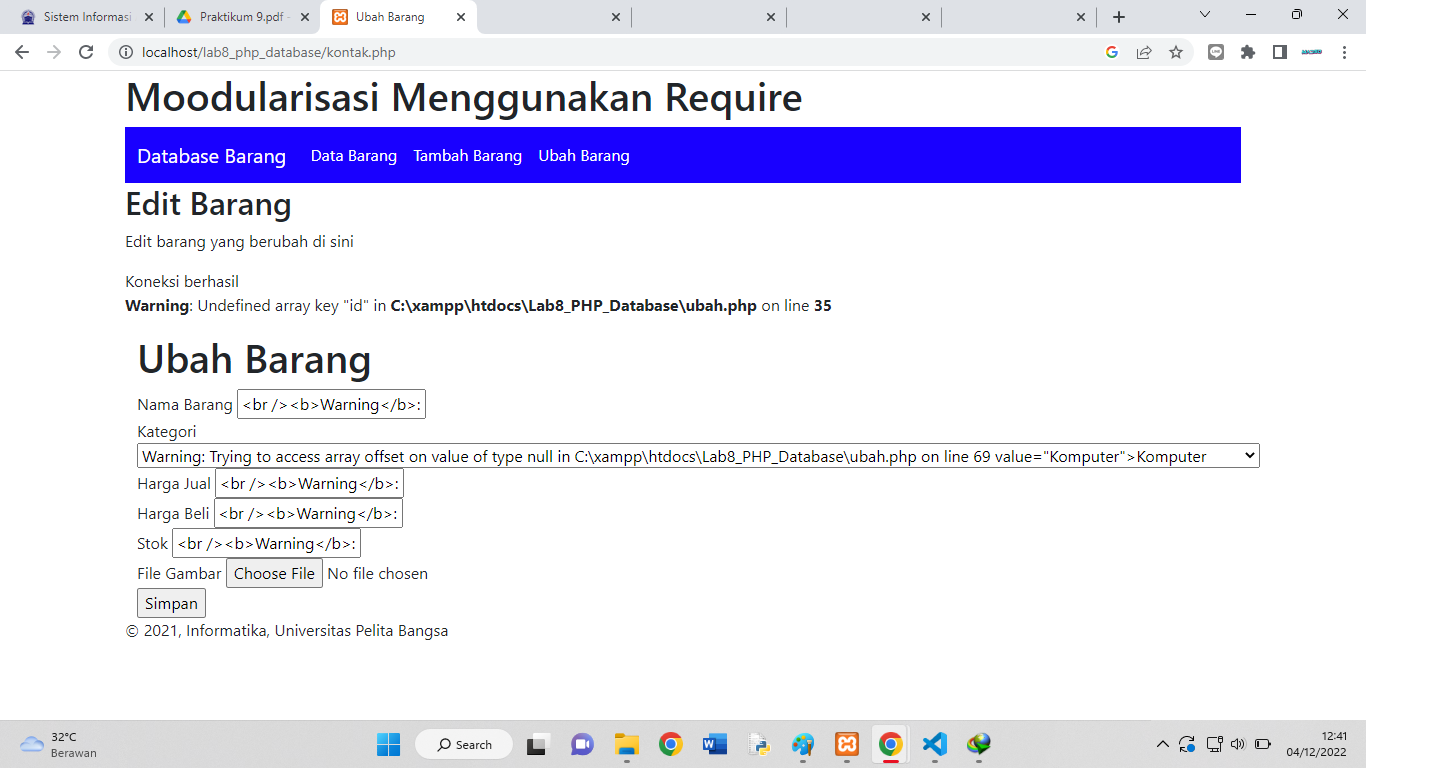 Sistem Informasi
Praktikum 9.pdf -
Ubah Barang
localhost/lab8_php_database/kontak.php
Moodularisasi Menggunakan Require
Database Barang Data Barang Tambah Barang Ubah Barang
Edit Barang
Edit barang yang berubah di sini
Koneksi berhasil
Warning: Undefined array key "id" in C:\xampp\htdocs\Lab8_PHP_Database\ubah.php on line 35
Ubah Barang
Nama Barang <br /><b>Warning</b>:
Kategori
Warning: Trying to access array offset on value of type null in C:\xampp\htdocs\Lab8_PHP_Database\ubah.php on line 69 value="Komputer">Komputer
Harga Jual <br /><b>Warning</b>:
Harga Beli <br /><b>Warning</b>:
Stok <br /><b>Warning</b>:
File Gambar Choose File No file chosen
Simpan
© 2021, Informatika, Universitas Pelita Bangsa
32°C
Berawan
Search
12:41
04/12/2022